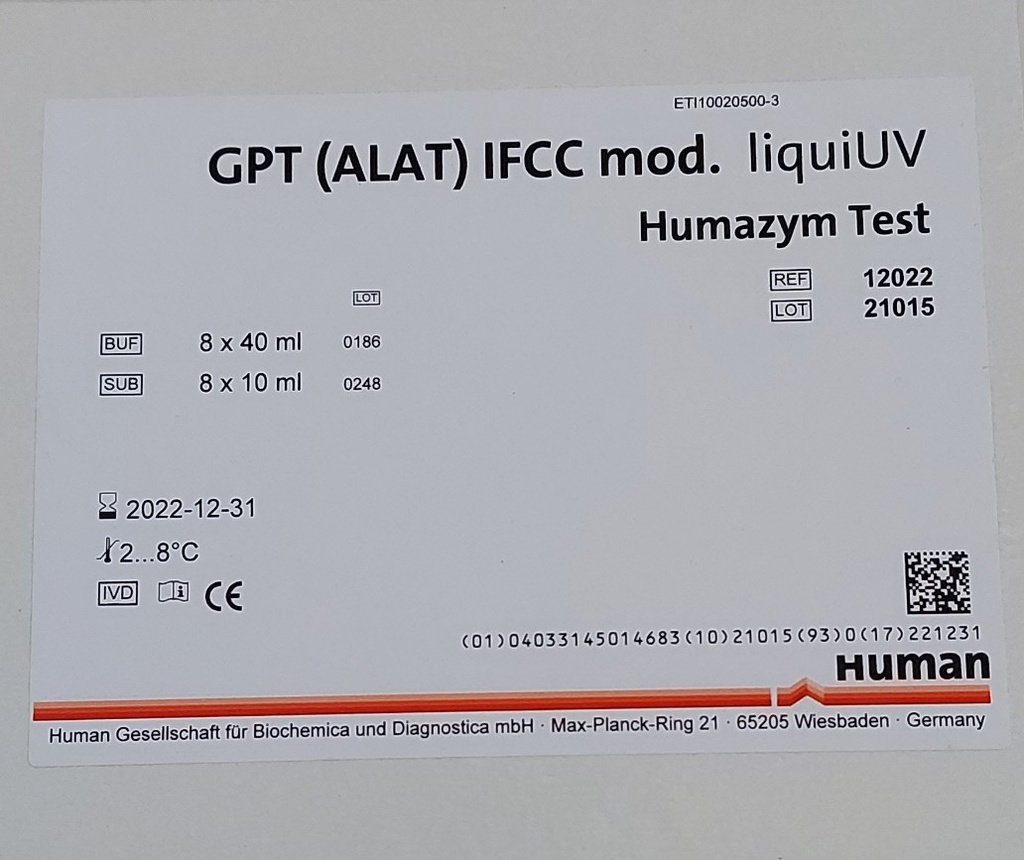 ETI10020500-3
GPT (ALAT) IFCC mod. liquiUV
Humazym Test
REF 12022
LOT 21015
LOT
BUF 8 x 40 ml 0186
SUB 8 x 10 ml 0248
2022-12-31
2...8°C
IVD i CE
(01)04033145014683(10)21015(93)0(17)221231
Human
Human Gesellschaft für Biochemica und Diagnostica mbH · Max-Planck-Ring 21 · 65205 Wiesbaden · Germany